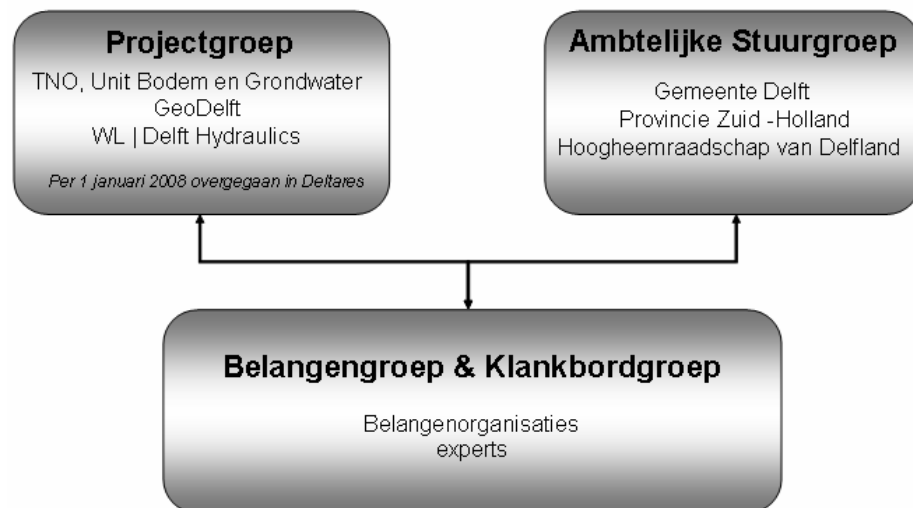 Projectgroep
TNO, Unit Bodem en Grondwater
GeoDelft
WL | Delft Hydraulics
Per 1 januari 2008 overgegaan in Deltares
Ambtelijke Stuurgroep
Gemeente Delft
Provincie Zuid -Holland
Hoogheemraadschap van Delfland
Belangengroep & Klankbordgroep
Belangenorganisaties
experts